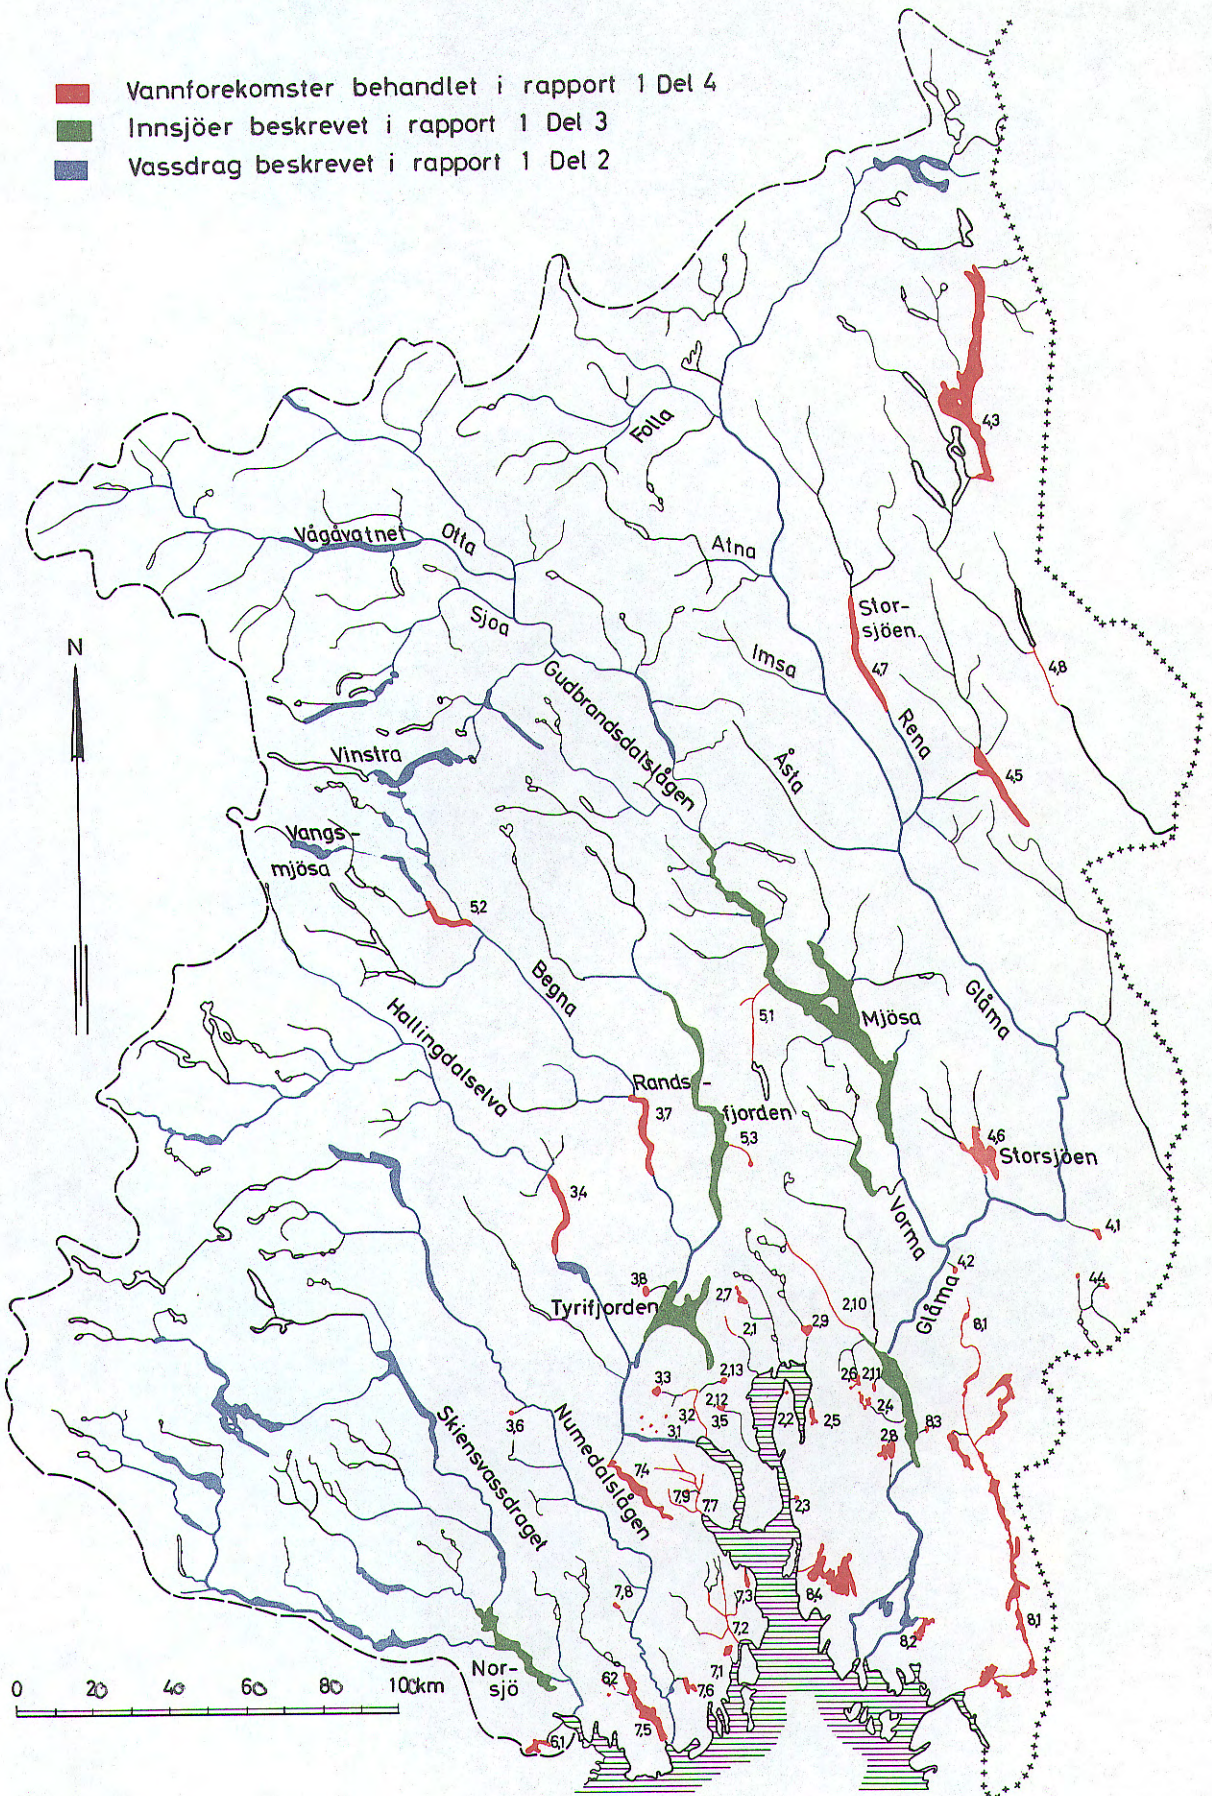 Vannforekomster behandlet i rapport 1 Del 4
Innsjöer beskrevet i rapport 1 Del 3
Vassdrag beskrevet i rapport 1 Del 2
4,3
Folla
Vågåvatnet
Otta
Atna
Stor-
sjöen
Sjoa
Imsa
N
4,7
4,8
Gudbrandsdalslågen
Rena
Vinstra
Åsta
4,5
Vangs-
mjösa
5,2
Begna
Glåma
Hallingdalselva
5,1
Mjösa
Rands-
fjorden
3,7
5,3
4,6
Storsjöen
3,4
Vorma
4,1
4,2
3,8
Tyrifjorden
2,7
2,10
Glåma
4,4
2,1
2,9
8,1
3,3
2,13
2,6
2,11
2,12
2,4
3,6
3,2
3,5
2,2
2,5
8,3
3,1
2,8
Skiensvassdraget
Numedalslågen
7,4
7,9
7,7
2,3
7,8
7,3
8,4
7,2
8,1
8,2
Nor-
sjö
7,1
6,2
7,6
0 20 40 60 80 100km
7,5
6,1